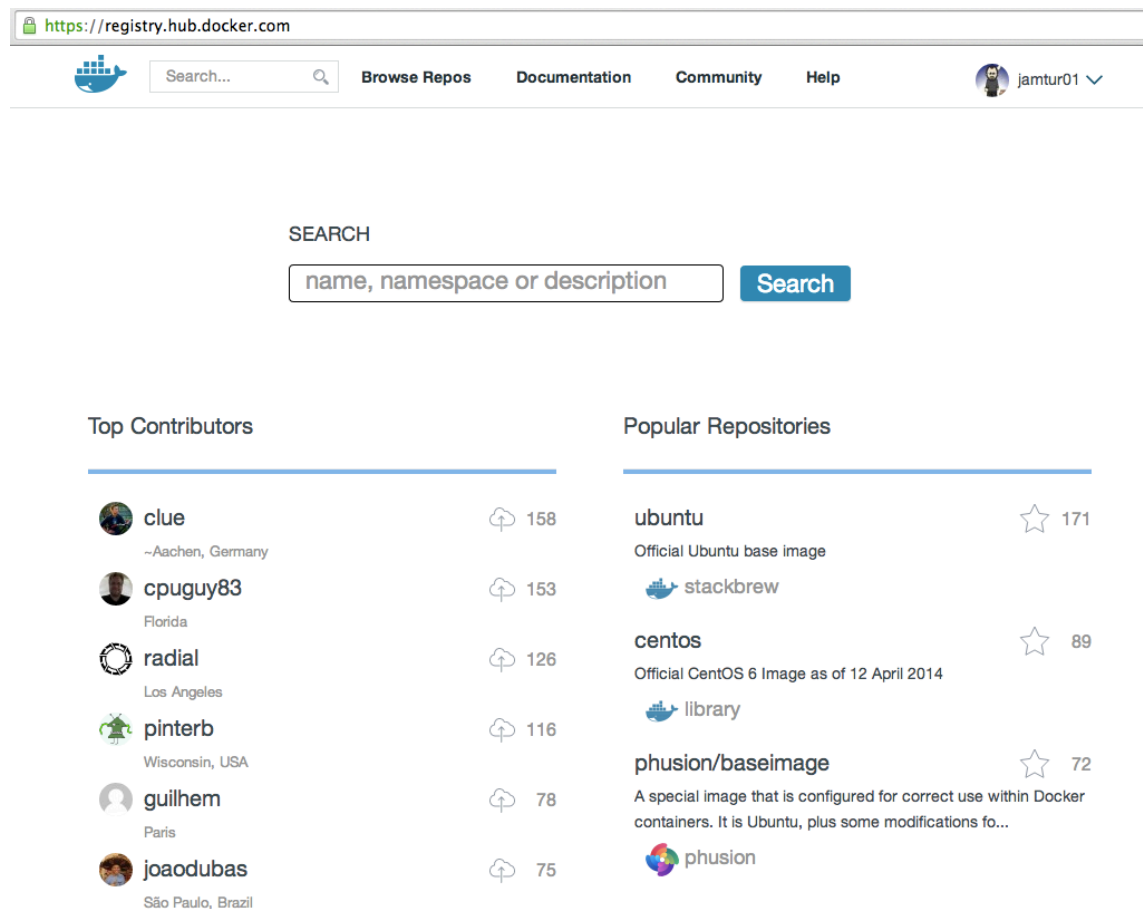 https://registry.hub.docker.com
Search...
Browse Repos
Documentation
Community
Help
jamtur01
SEARCH
name, namespace or description
Search
Top Contributors
clue
158
~Aachen, Germany
cpuguy83
153
Florida
radial
126
Los Angeles
pinterb
116
Wisconsin, USA
guilhem
78
Paris
joaodubas
75
São Paulo, Brazil
Popular Repositories
ubuntu
171
Official Ubuntu base image
stackbrew
centos
89
Official CentOS 6 Image as of 12 April 2014
library
phusion/baseimage
72
A special image that is configured for correct use within Docker
containers. It is Ubuntu, plus some modifications fo...
phusion